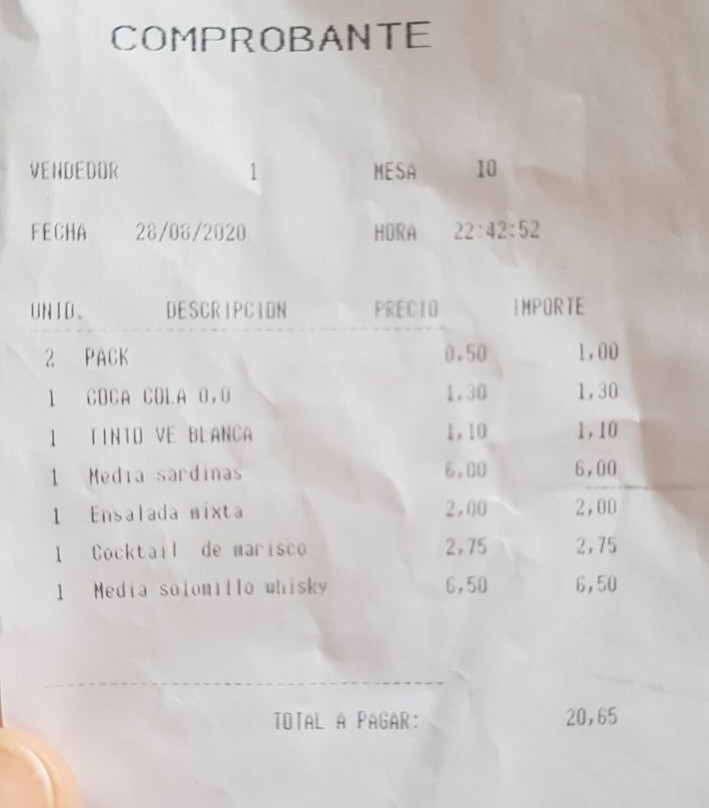 COMPROBANTE
VENDEDOR 1 MESA 10
FECHA 28/08/2020 HORA 22:42:52
UNID. DESCRIPCION PRECIO IMPORTE
2 PACK 0,50 1,00
1 COCA COLA 0,0 1,30 1,30
1 TINTO VE BLANCA 1,10 1,10
1 Media sardinas 6,00 6,00
1 Ensalada mixta 2,00 2,00
1 Cocktail de marisco 2,75 2,75
1 Media solomillo whisky 6,50 6,50
TOTAL A PAGAR: 20,65